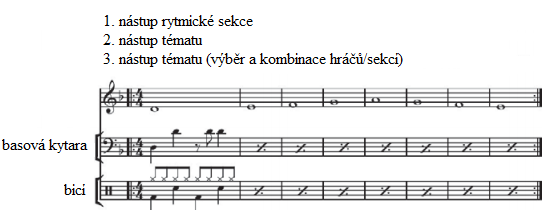 1. nástup rytmické sekce
2. nástup tématu
3. nástup tématu (výběr a kombinace hráčů/sekcí)
basová kytara
bicí